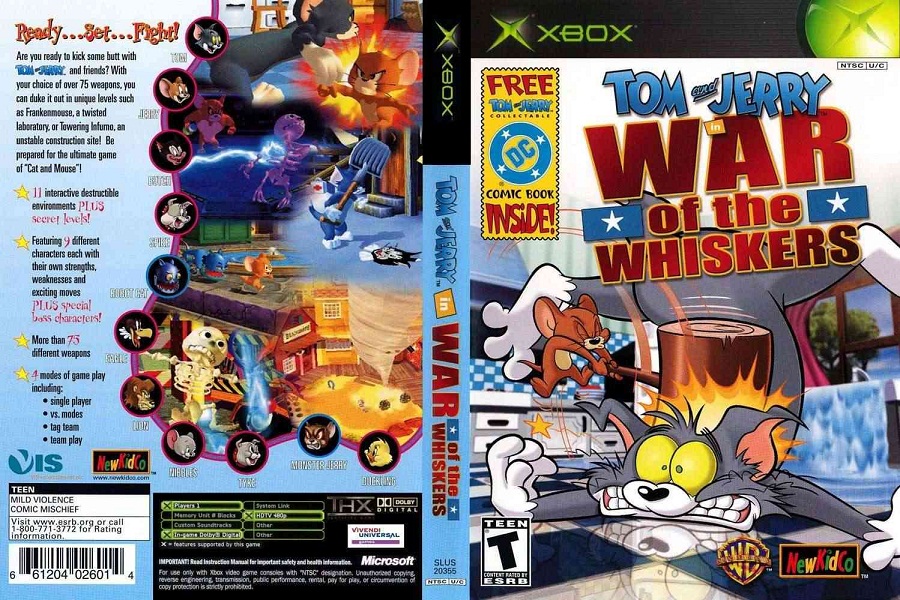 Ready...Set...Fight!
Are you ready to kick some butt with
TOM and JERRY and friends? With
your choice of over 75 weapons, you
can duke it out in unique levels such
as Frankenmouse, a twisted
laboratory, or Towering Infurno, an
unstable construction site! Be
prepared for the ultimate game
of "Cat and Mouse"!
11 interactive destructible
environments PLUS
secret levels!
Featuring 9 different
characters each with
their own strengths,
weaknesses and
exciting moves
PLUS special
boss characters!
More than 75
different weapons
4 modes of game play
including:
• single player
• vs. modes
• tag team
• team play
TOM
JERRY
BUTCH
SPIKE
ROBOT CAT
EAGLE
LION
NIBBLES
TYKE
MONSTER JERRY
DUCKLING
VIS
NewKidCo
www.newkidco.com
TEEN
MILD VIOLENCE
COMIC MISCHIEF
Visit www.esrb.org or call
1-800-771-3772 for Rating
information.
6 61204 02601 4
Players 1
Memory Unit # Blocks
Custom Soundtracks
In-game Dolby® Digital
System Link
HDTV 480p
Other
Other
× = features supported by this game
THX
DOLBY
DIGITAL
VIVENDI
UNIVERSAL
games
IMPORTANT! Read Instruction Manual for important safety and health information.
Microsoft
For use only with Xbox video game consoles with "NTSC" designation. Unauthorized copying,
reverse engineering, transmission, public performance, rental, pay for play, or circumvention of
copy protection is strictly prohibited.
XBOX
TOM and JERRY in WAR of the WHISKERS
SLUS
20355
NTSC U/C
XBOX
NTSC U/C
FREE
TOM and JERRY
COLLECTABLE
DC
COMIC BOOK
INSIDE!
TOM and JERRY
in
WAR
of the
WHISKERS
TEEN
T
CONTENT RATED BY
ESRB
WB
NewKidCo
TM